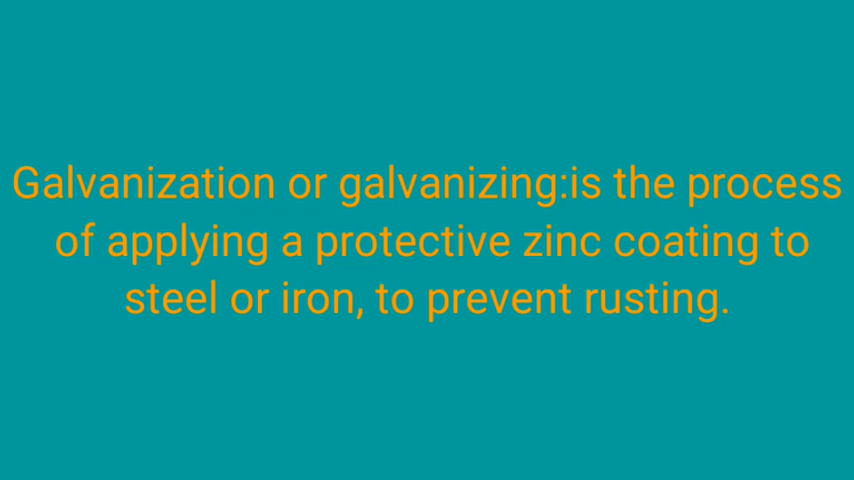 Galvanization or galvanizing:is the process
of applying a protective zinc coating to
steel or iron, to prevent rusting.